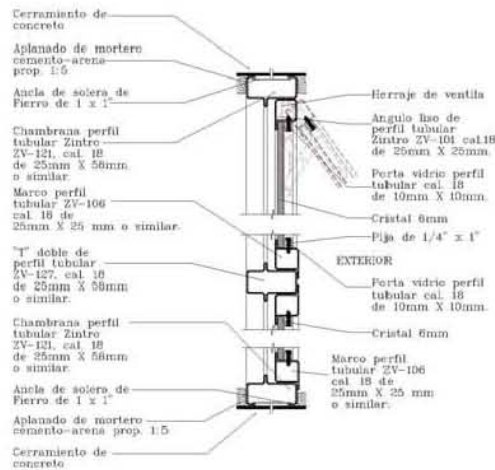 Cerramiento de
concreto
Aplanado de mortero
cemento-arena
prop. 1:5
Ancla de solera de
Fierro de 1 x 1"
Chambrana perfil
tubular Zintro
ZV-121, cal. 18
de 25mm X 58mm
o similar.
Marco perfil
tubular ZV-106
cal. 18 de
25mm X 25 mm o similar.
"T" doble de
perfil tubular
ZV-127, cal. 18
de 25mm X 58mm
o similar.
Chambrana perfil
tubular Zintro
ZV-121, cal. 18
de 25mm X 58mm
o similar.
Ancla de solera de
Fierro de 1 x 1"
Aplanado de mortero
cemento-arena prop. 1:5
Cerramiento de
concreto
Herraje de ventila
Angulo liso de
perfil tubular
Zintro ZV-101 cal.18
de 25mm X 25mm.
Porta vidrio perfil
tubular cal. 18
de 10mm X 10mm.
Cristal 6mm
Pija de 1/4" x 1"
EXTERIOR
Porta vidrio perfil
tubular cal. 18
de 10mm X 10mm.
Cristal 6mm
Marco perfil
tubular ZV-106
cal. 18 de
25mm X 25 mm
o similar.